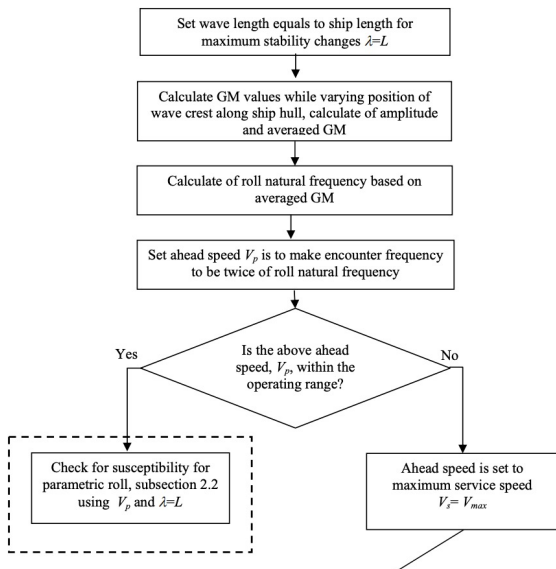 Set wave length equals to ship length for
maximum stability changes λ=L
Calculate GM values while varying position of
wave crest along ship hull, calculate of amplitude
and averaged GM
Calculate of roll natural frequency based on
averaged GM
Set ahead speed Vp is to make encounter frequency
to be twice of roll natural frequency
Is the above ahead
speed, Vp, within the
operating range?
Yes
No
Check for susceptibility for
parametric roll, subsection 2.2
using Vp and λ=L
Ahead speed is set to
maximum service speed
Vs= Vmax